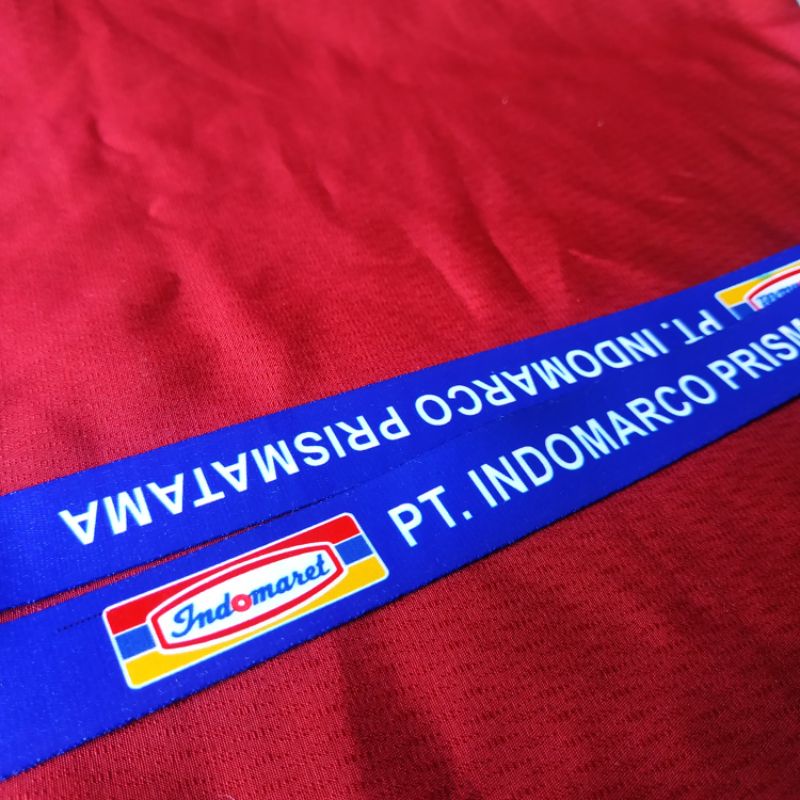 PT. INDOMARCO PRISMATAMA
Indomaret
PT. INDOMARCO PRISM